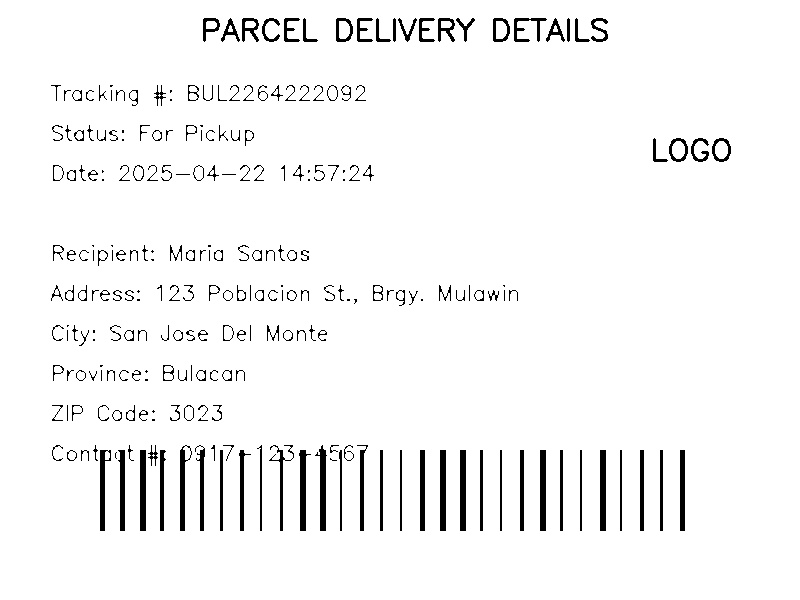 PARCEL DELIVERY DETAILS
Tracking #: BUL2264222092
Status: For Pickup
LOGO
Date: 2025-04-22 14:57:24
Recipient: Maria Santos
Address: 123 Poblacion St., Brgy. Mulawin
City: San Jose Del Monte
Province: Bulacan
ZIP Code: 3023
Contact #: 0917-123-4567